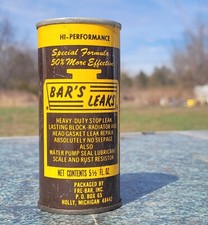 HI-PERFORMANCE
Special Formula
50% More Effective
BAR'S
LEAKS
HEAVY-DUTY STOP LEAK
LASTING BLOCK-RADIATOR AND
HEAD GASKET LEAK REPAIR
ABSOLUTELY NO SEEPAGE
ALSO
WATER PUMP SEAL LUBRICANT
SCALE AND RUST RESISTOR
NET CONTENTS 5½ FL. OZ.
PACKAGED BY
FRE-BAR, INC.
P. O. BOX 65
HOLLY, MICHIGAN 48442